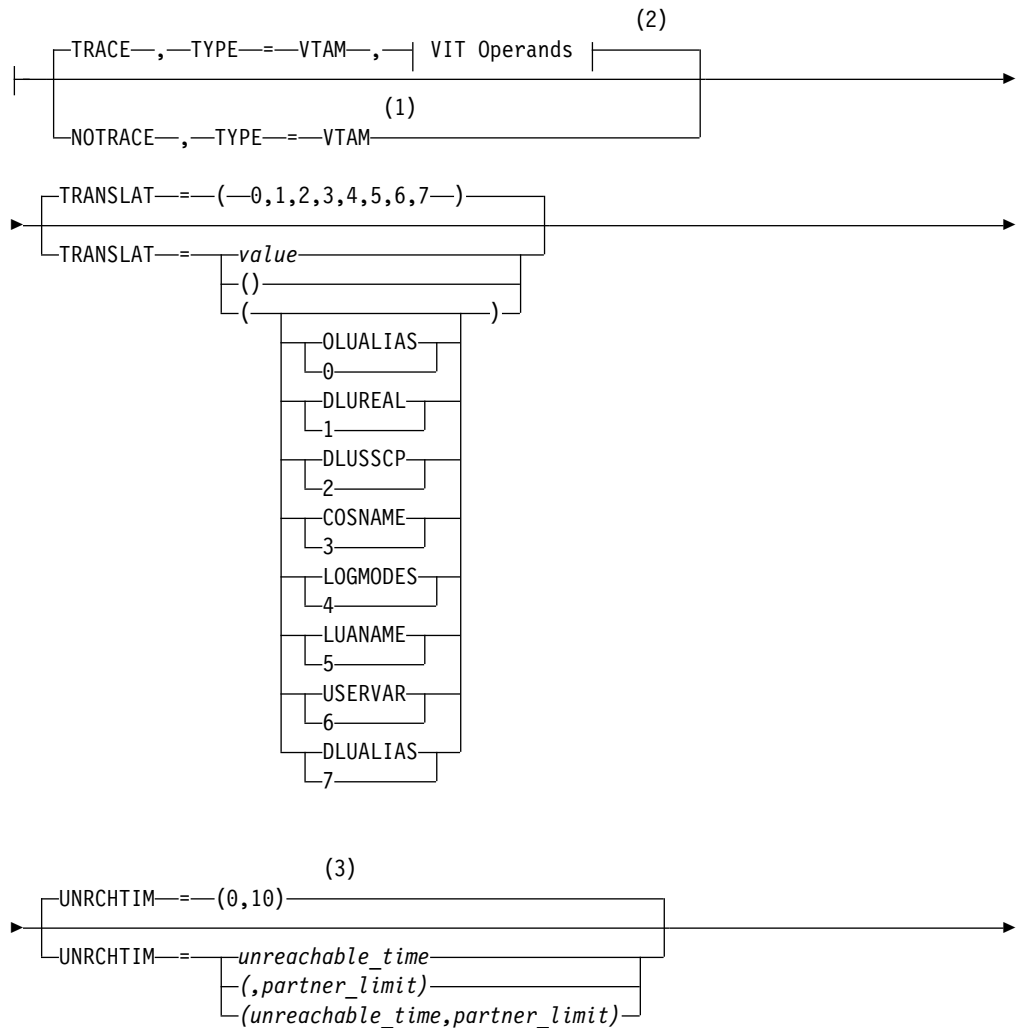 (2)
TRACE , TYPE = VTAM , VIT Operands
(1)
NOTRACE , TYPE = VTAM
TRANSLAT = ( 0,1,2,3,4,5,6,7 )
TRANSLAT = value
()
( )
OLUALIAS
0
DLUREAL
1
DLUSSCP
2
COSNAME
3
LOGMODES
4
LUANAME
5
USERVAR
6
DLUALIAS
7
(3)
UNRCHTIM = (0,10)
UNRCHTIM = unreachable_time
(,partner_limit)
(unreachable_time,partner_limit)